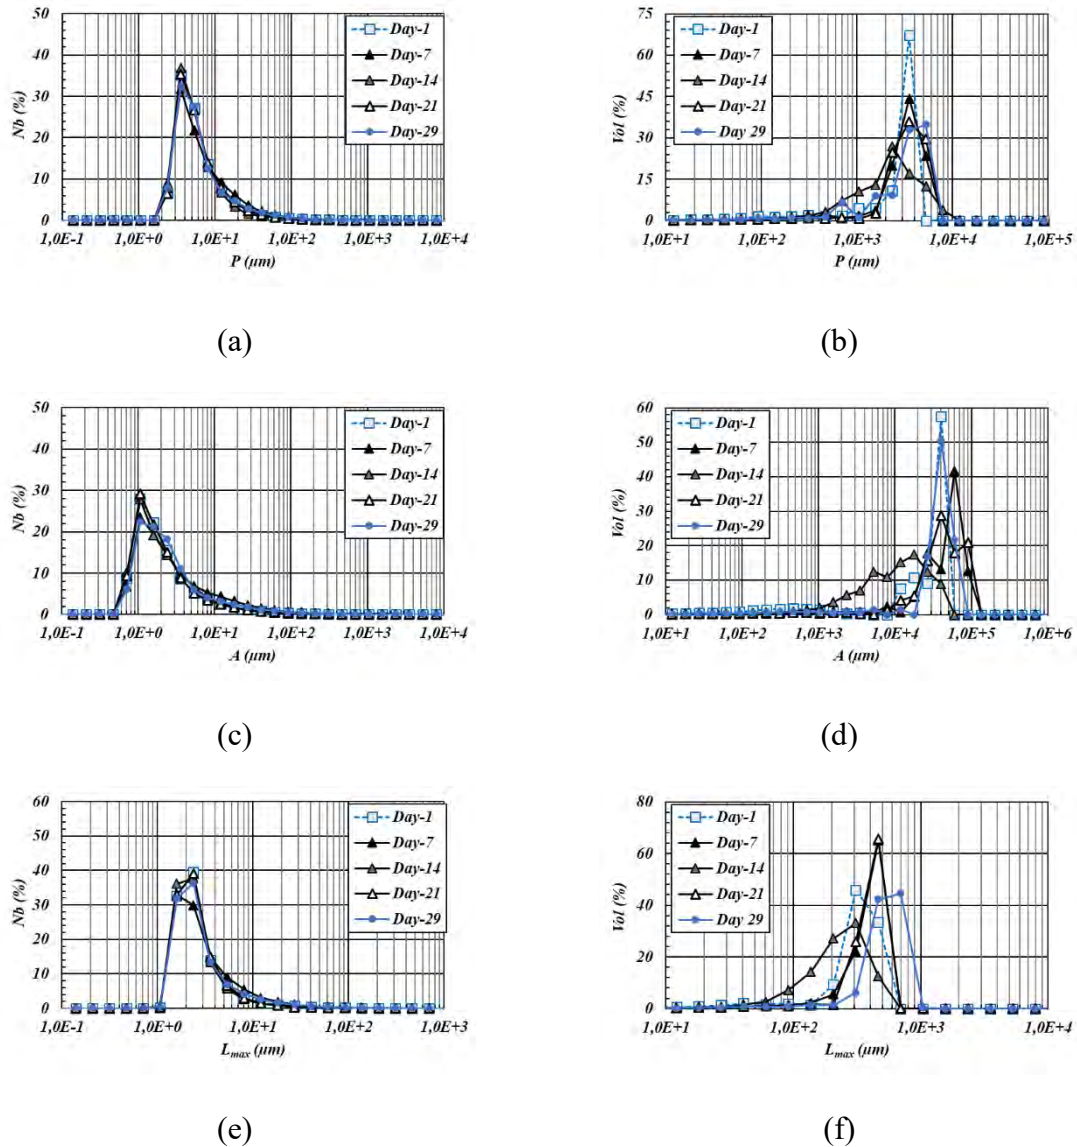 50
40
30
20
10
0
Nb (%)
Day-1
Day-7
Day-14
Day-21
Day-29
1,0E-1 1,0E+0 1,0E+1 1,0E+2 1,0E+3 1,0E+4
P (µm)
(a)
75
60
45
30
15
0
Vol (%)
Day-1
Day-7
Day-14
Day-21
Day 29
1,0E+1 1,0E+2 1,0E+3 1,0E+4 1,0E+5
P (µm)
(b)
50
40
30
20
10
0
Nb (%)
Day-1
Day-7
Day-14
Day-21
Day-29
1,0E-1 1,0E+0 1,0E+1 1,0E+2 1,0E+3 1,0E+4
A (µm)
(c)
60
50
40
30
20
10
0
Vol (%)
Day-1
Day-7
Day-14
Day-21
Day-29
1,0E+1 1,0E+2 1,0E+3 1,0E+4 1,0E+5 1,0E+6
A (µm)
(d)
60
50
40
30
20
10
0
Nb (%)
Day-1
Day-7
Day-14
Day-21
Day-29
1,0E-1 1,0E+0 1,0E+1 1,0E+2 1,0E+3
Lmax (µm)
(e)
80
60
40
20
0
Vol (%)
Day-1
Day-7
Day-14
Day-21
Day 29
1,0E+1 1,0E+2 1,0E+3 1,0E+4
Lmax (µm)
(f)